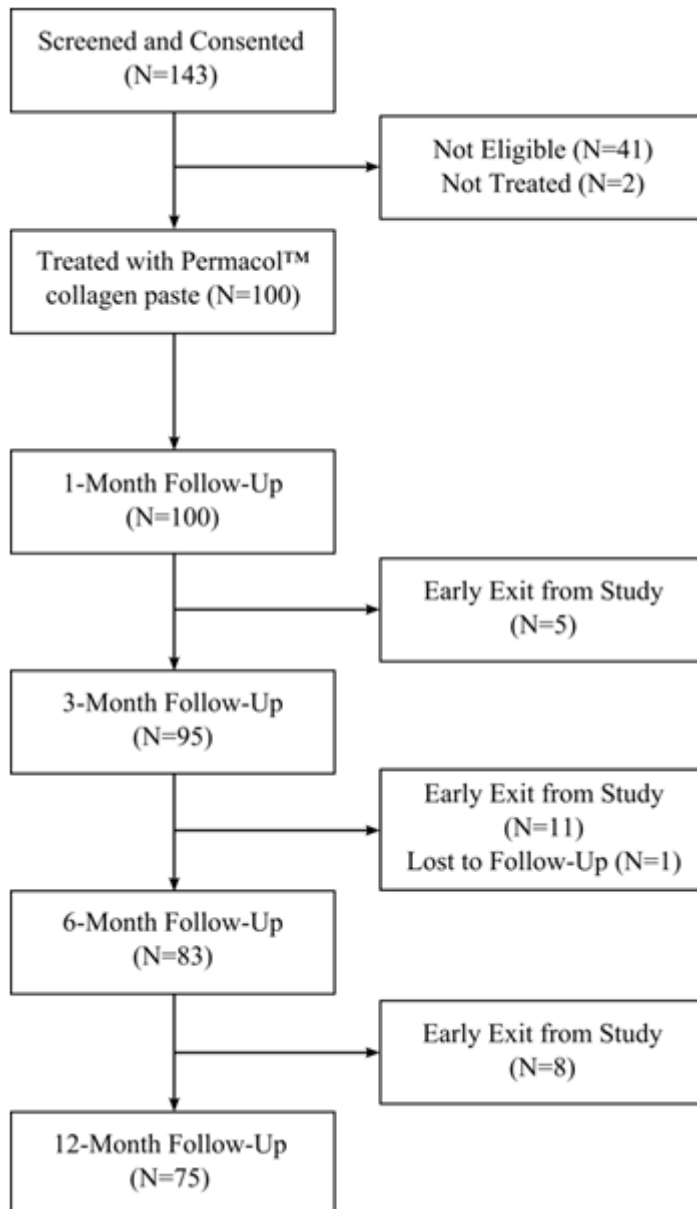 Screened and Consented
(N=143)
Not Eligible (N=41)
Not Treated (N=2)
Treated with Permacol™
collagen paste (N=100)
1-Month Follow-Up
(N=100)
Early Exit from Study
(N=5)
3-Month Follow-Up
(N=95)
Early Exit from Study
(N=11)
Lost to Follow-Up (N=1)
6-Month Follow-Up
(N=83)
Early Exit from Study
(N=8)
12-Month Follow-Up
(N=75)